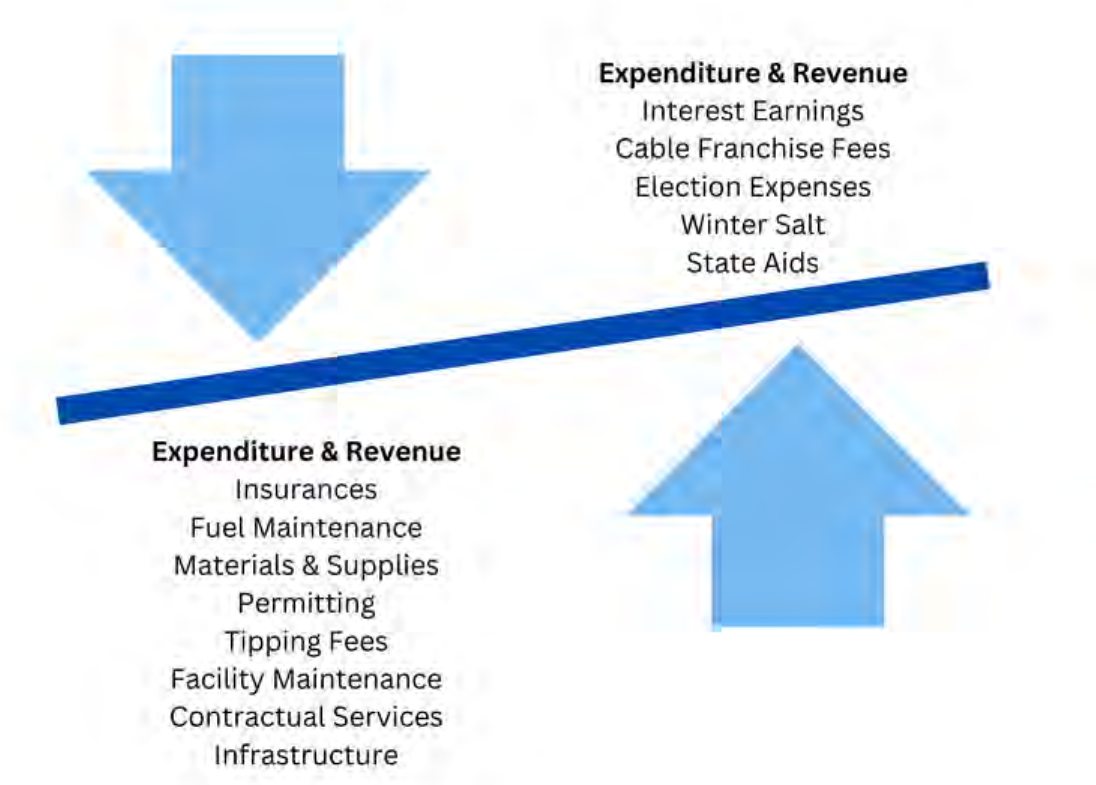 Expenditure & Revenue
Interest Earnings
Cable Franchise Fees
Election Expenses
Winter Salt
State Aids
Expenditure & Revenue
Insurances
Fuel Maintenance
Materials & Supplies
Permitting
Tipping Fees
Facility Maintenance
Contractual Services
Infrastructure